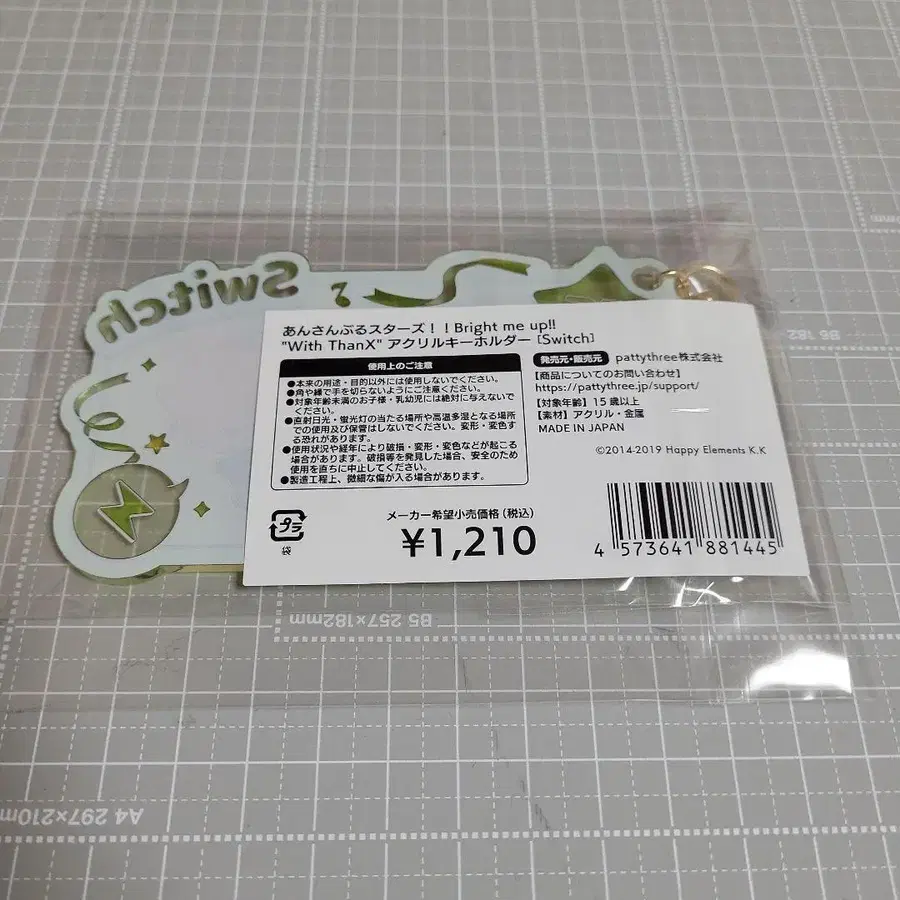 Switch
あんさんぶるスターズ！！Bright me up!!
"With ThanX" アクリルキーホルダー [Switch]
使用上のご注意
●本来の用途・目的以外には使用しないでください。
●角や縁で手を切らないようにご注意ください。
●対象年齢未満のお子様・乳幼児には絶対に与えないでください。
●直射日光・蛍光灯の当たる場所や高温多湿となる場所
での使用及び保管はしないでください。変形・変色す
る恐れがあります。
●使用状況や経年により破損・変形・変色などが起こる
場合があります。破損等を発見した場合、安全のため
使用を直ちに中止してください。
●製造工程上、微細な傷が入る場合があります。
発売元・販売元 pattythree株式会社
【商品についてのお問い合わせ】
https://pattythree.jp/support/
【対象年齢】15歳以上
【素材】アクリル・金属
MADE IN JAPAN
©2014-2019 Happy Elements K.K
プラ
袋
メーカー希望小売価格（税込）
¥1,210
4 573641 881445
B5 182
B5 257×182mm
A4 297×210mm